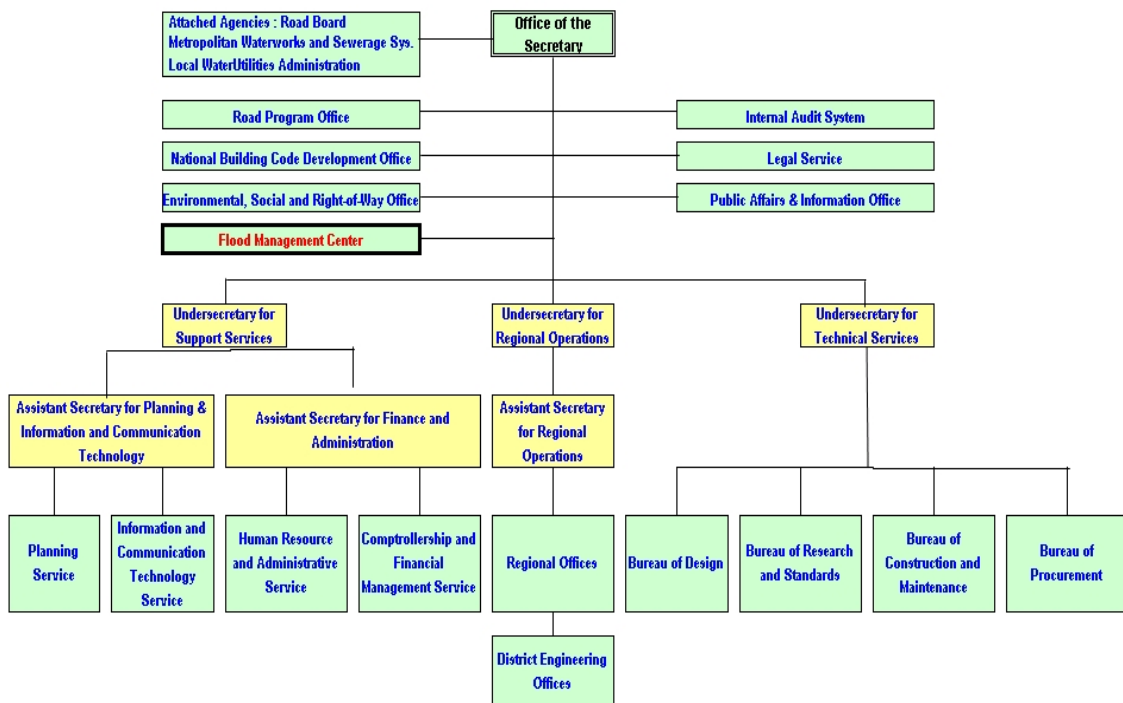 Attached Agencies : Road Board
Metropolitan Waterworks and Sewerage Sys.
Local WaterUtilities Administration
Office of the
Secretary
Road Program Office
Internal Audit System
National Building Code Development Office
Legal Service
Environmental, Social and Right-of-Way Office
Public Affairs & Information Office
Flood Management Center
Undersecretary for
Support Services
Undersecretary for
Regional Operations
Undersecretary for
Technical Services
Assistant Secretary for Planning &
Information and Communication
Technology
Assistant Secretary for Finance and
Administration
Assistant Secretary
for Regional
Operations
Planning
Service
Information and
Communication
Technology
Service
Human Resource
and Administrative
Service
Comptrollership and
Financial
Management Service
Regional Offices
Bureau of Design
Bureau of Research
and Standards
Bureau of
Construction and
Maintenance
Bureau of
Procurement
District Engineering
Offices